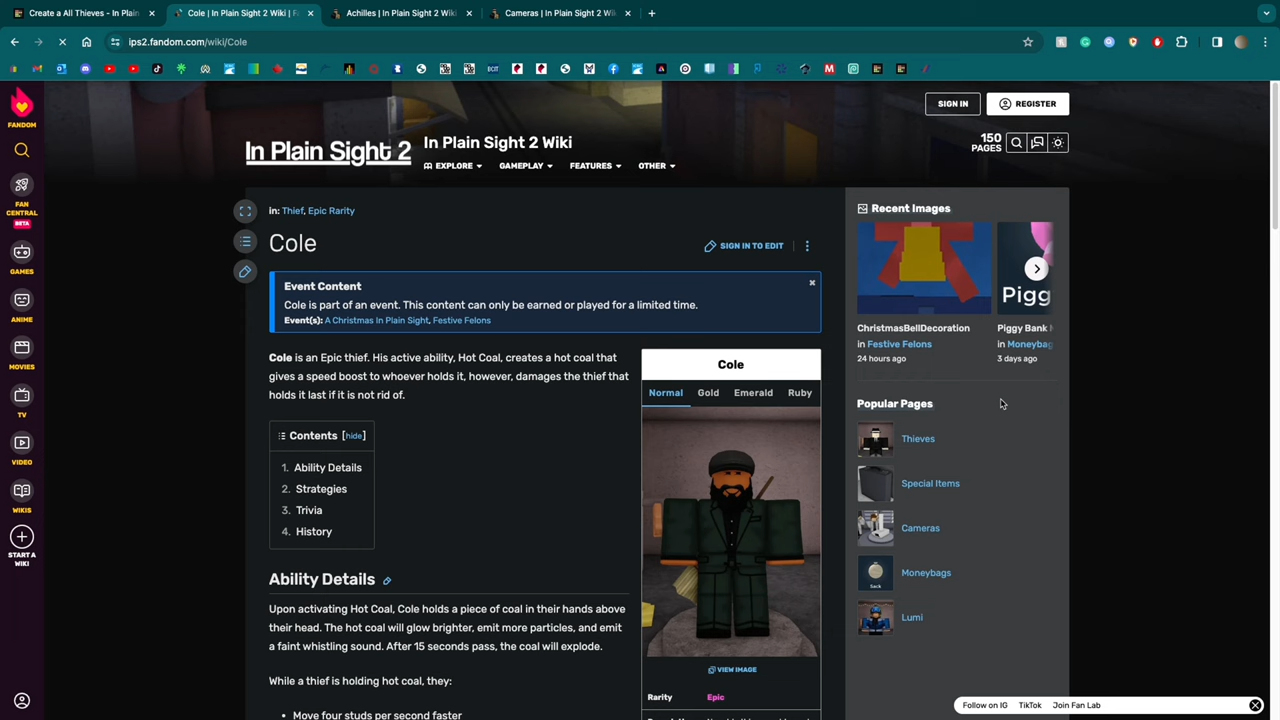 Create a All Thieves - In Plain
Cole | In Plain Sight 2 Wiki | F
Achilles | In Plain Sight 2 Wiki
Cameras | In Plain Sight 2 Wiki
ips2.fandom.com/wiki/Cole
FANDOM
FAN CENTRAL
BETA
GAMES
ANIME
MOVIES
TV
VIDEO
WIKIS
START A WIKI
SIGN IN
REGISTER
In Plain Sight 2
In Plain Sight 2 Wiki
EXPLORE
GAMEPLAY
FEATURES
OTHER
150 PAGES
in: Thief, Epic Rarity
Cole
SIGN IN TO EDIT
Event Content
Cole is part of an event. This content can only be earned or played for a limited time.
Event(s): A Christmas In Plain Sight, Festive Felons
Cole is an Epic thief. His active ability, Hot Coal, creates a hot coal that
gives a speed boost to whoever holds it, however, damages the thief that
holds it last if it is not rid of.
Contents [hide]
1. Ability Details
2. Strategies
3. Trivia
4. History
Ability Details
Upon activating Hot Coal, Cole holds a piece of coal in their hands above
their head. The hot coal will glow brighter, emit more particles, and emit
a faint whistling sound. After 15 seconds pass, the coal will explode.
While a thief is holding hot coal, they:
• Move four studs per second faster
Cole
Normal
Gold
Emerald
Ruby
VIEW IMAGE
Rarity
Epic
Recent Images
Pigg
ChristmasBellDecoration
in Festive Felons
24 hours ago
Piggy Bank
in Moneybag
3 days ago
Popular Pages
Thieves
Special Items
Cameras
Sack
Moneybags
Lumi
Follow on IG
TikTok
Join Fan Lab